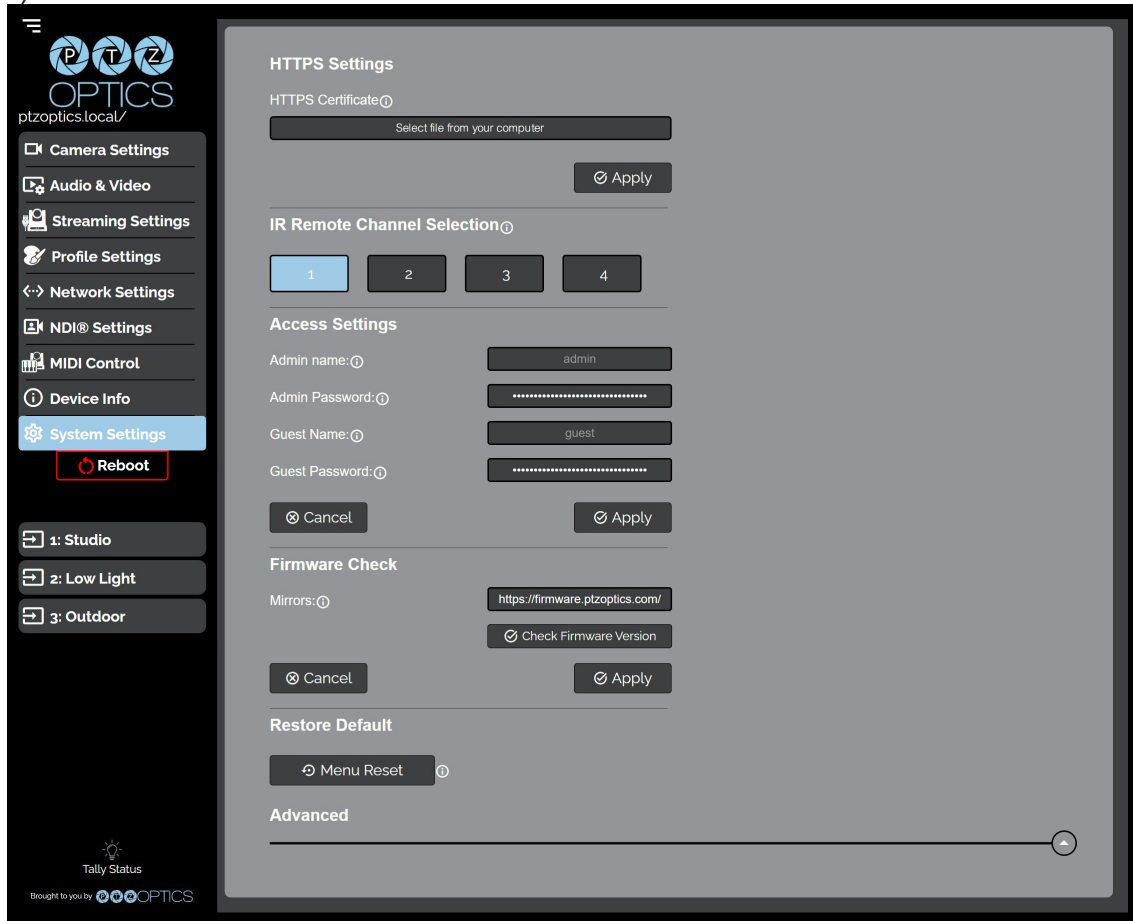 PTZ
OPTICS
ptzoptics.local/
Camera Settings
Audio & Video
Streaming Settings
Profile Settings
Network Settings
NDI® Settings
MIDI Control
Device Info
System Settings
Reboot
1: Studio
2: Low Light
3: Outdoor
Tally Status
Brought to you by PTZOPTICS
HTTPS Settings
HTTPS Certificate
Select file from your computer
Apply
IR Remote Channel Selection
1 2 3 4
Access Settings
Admin name: admin
Admin Password: ••••••••••••••••••••••••••••••••
Guest Name: guest
Guest Password: ••••••••••••••••••••••••••••••••
Cancel Apply
Firmware Check
Mirrors: https://firmware.ptzoptics.com/
Check Firmware Version
Cancel Apply
Restore Default
Menu Reset
Advanced